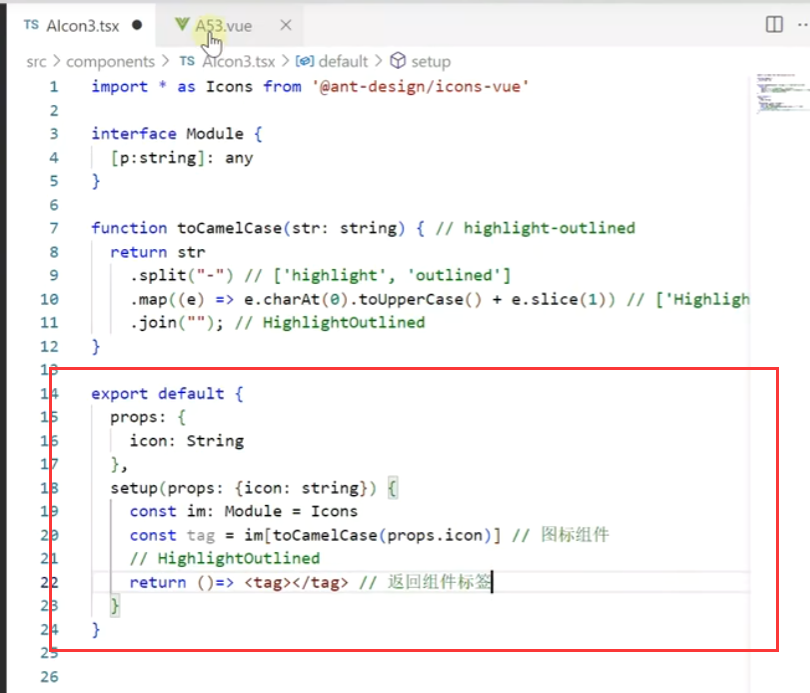 TS AIcon3.tsx ● A53.vue ×
src > components > TS AIcon3.tsx > default > setup
1 import * as Icons from '@ant-design/icons-vue'
2
3 interface Module {
4 [p:string]: any
5 }
6
7 function toCamelCase(str: string) { // highlight-outlined
8 return str
9 .split("-") // ['highlight', 'outlined']
10 .map((e) => e.charAt(0).toUpperCase() + e.slice(1)) // ['Highligh
11 .join(""); // HighlightOutlined
12 }
13
14 export default {
15 props: {
16 icon: String
17 },
18 setup(props: {icon: string}) {
19 const im: Module = Icons
20 const tag = im[toCamelCase(props.icon)] // 图标组件
21 // HighlightOutlined
22 return ()=> <tag></tag> // 返回组件标签
23 }
24 }
25
26